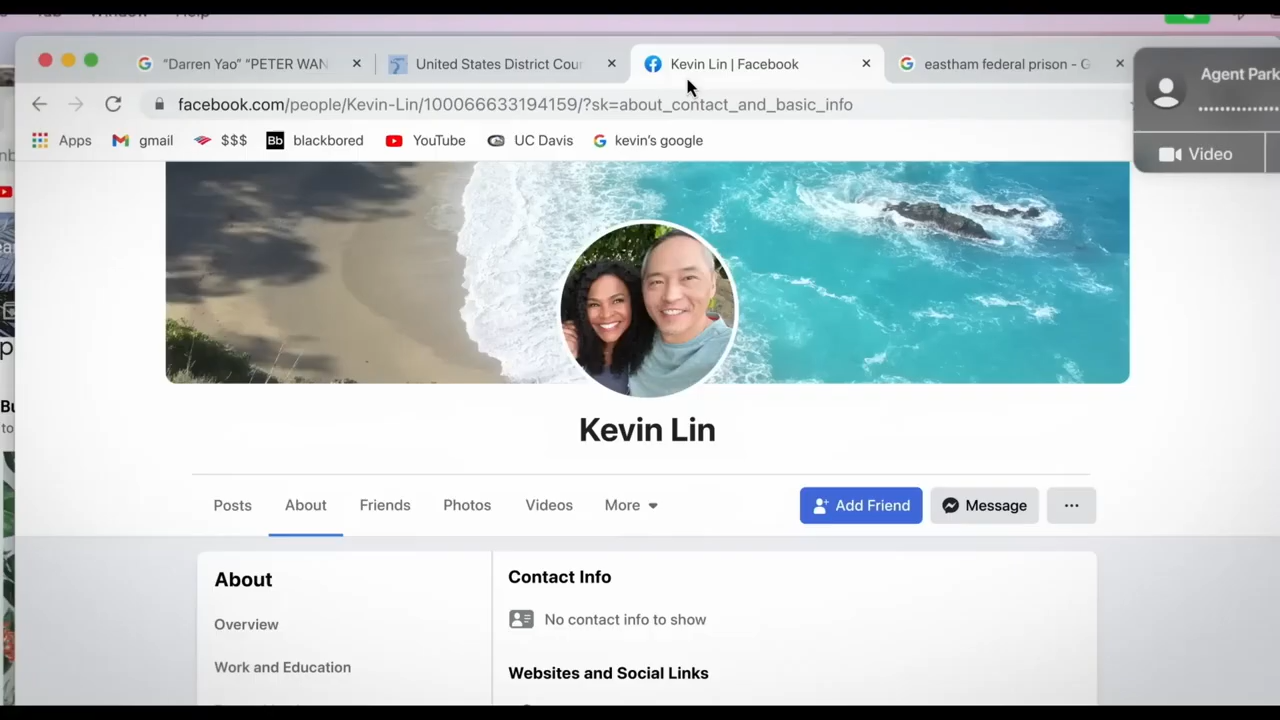 "Darren Yao" "PETER WAN
United States District Cour
Kevin Lin | Facebook
eastham federal prison - G
Agent Park
facebook.com/people/Kevin-Lin/100066633194159/?sk=about_contact_and_basic_info
Apps
gmail
$$$
Bb
blackbored
YouTube
UC Davis
kevin's google
Video
Kevin Lin
Posts
About
Friends
Photos
Videos
More
Add Friend
Message
About
Contact Info
No contact info to show
Overview
Work and Education
Websites and Social Links